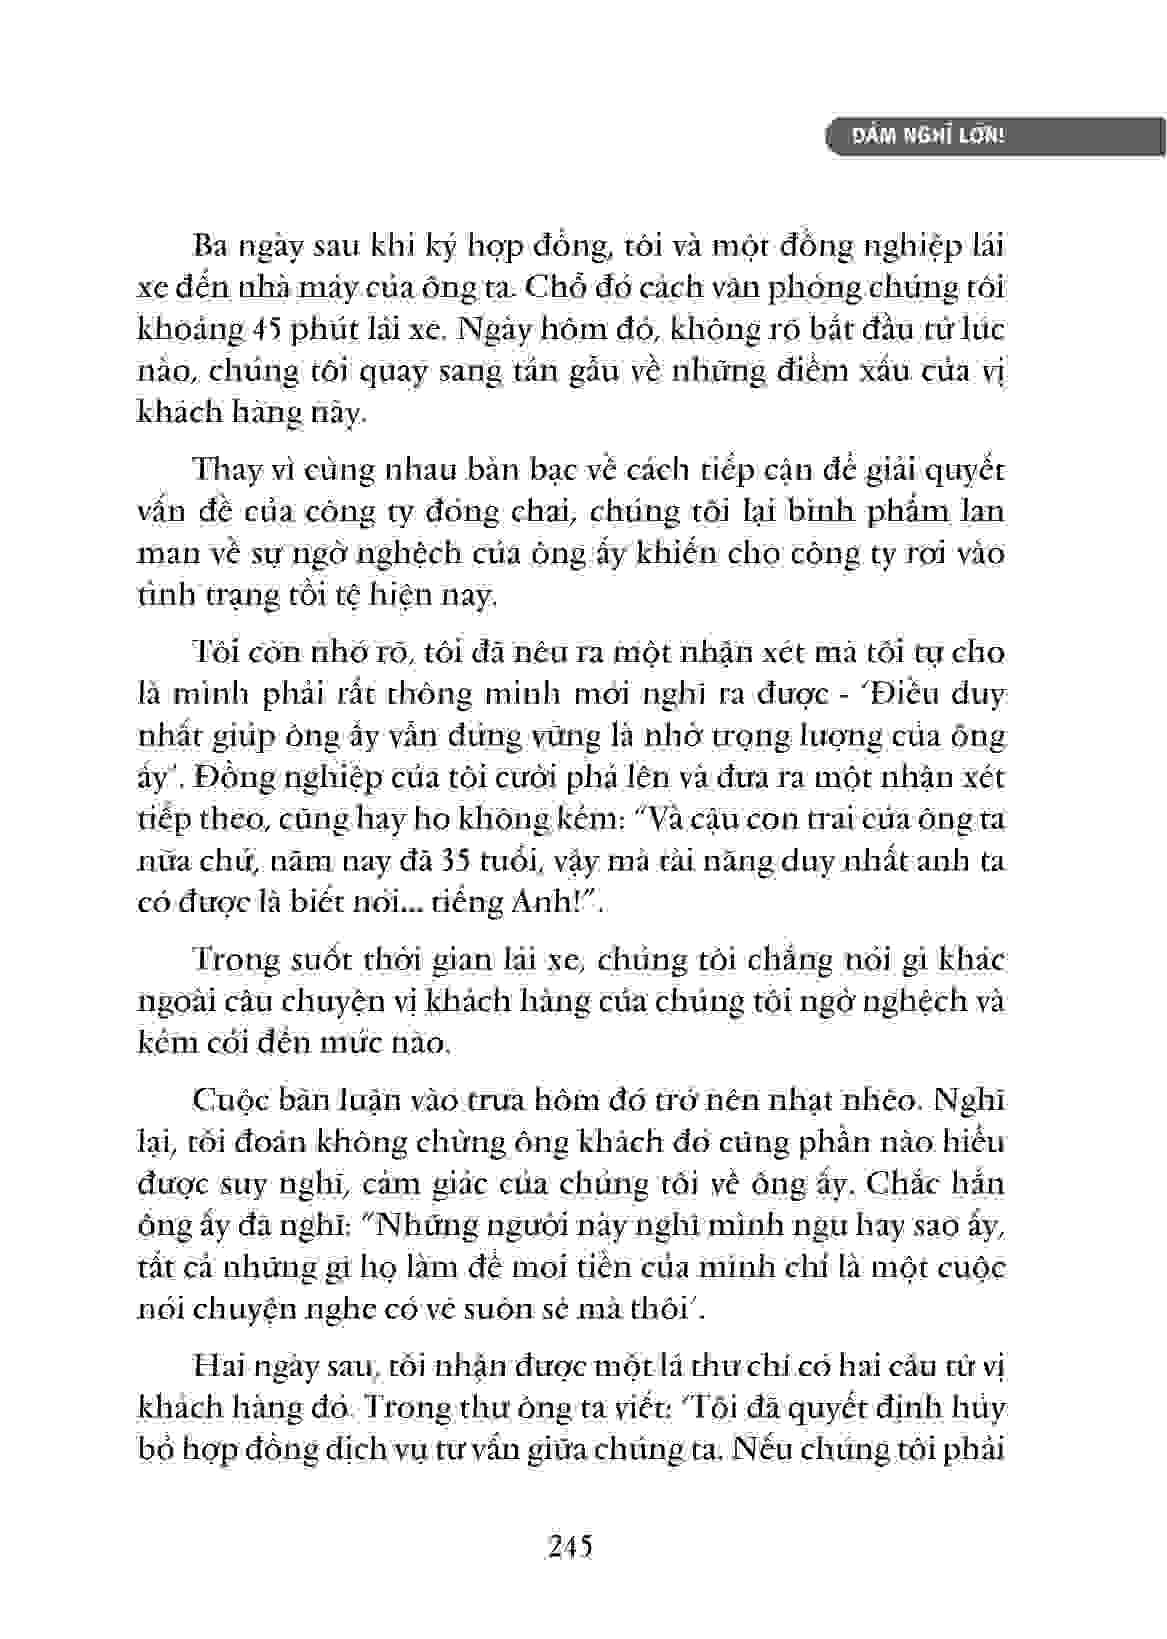 DÁM NGHĨ LỚN!
Ba ngày sau khi ký hợp đồng, tôi và một đồng nghiệp lái
xe đến nhà máy của ông ta. Chỗ đó cách văn phòng chúng tôi
khoảng 45 phút lái xe. Ngày hôm đó, không rõ bắt đầu từ lúc
nào, chúng tôi quay sang tán gẫu về những điểm xấu của vị
khách hàng này.
Thay vì cùng nhau bàn bạc về cách tiếp cận để giải quyết
vấn đề của công ty đóng chai, chúng tôi lại bình phẩm lan
man về sự ngờ nghệch của ông ấy khiến cho công ty rơi vào
tình trạng tồi tệ hiện nay.
Tôi còn nhớ rõ, tôi đã nêu ra một nhận xét mà tôi tự cho
là mình phải rất thông minh mới nghĩ ra được - "Điều duy
nhất giúp ông ấy vẫn đứng vững là nhờ trọng lượng của ông
ấy". Đồng nghiệp của tôi cười phá lên và đưa ra một nhận xét
tiếp theo, cũng hay ho không kém: "Và cậu con trai của ông ta
nữa chứ, năm nay đã 35 tuổi, vậy mà tài năng duy nhất anh ta
có được là biết nói... tiếng Anh!".
Trong suốt thời gian lái xe, chúng tôi chẳng nói gì khác
ngoài câu chuyện vị khách hàng của chúng tôi ngờ nghệch và
kém cỏi đến mức nào.
Cuộc bàn luận vào trưa hôm đó trở nên nhạt nhẽo. Nghĩ
lại, tôi đoán không chừng ông khách đó cũng phần nào hiểu
được suy nghĩ, cảm giác của chúng tôi về ông ấy. Chắc hẳn
ông ấy đã nghĩ: "Những người này nghĩ mình ngu hay sao ấy,
tất cả những gì họ làm để moi tiền của mình chỉ là một cuộc
nói chuyện nghe có vẻ suôn sẻ mà thôi".
Hai ngày sau, tôi nhận được một lá thư chỉ có hai câu từ vị
khách hàng đó. Trong thư ông ta viết: "Tôi đã quyết định hủy
bỏ hợp đồng dịch vụ tư vấn giữa chúng ta. Nếu chúng tôi phải
245